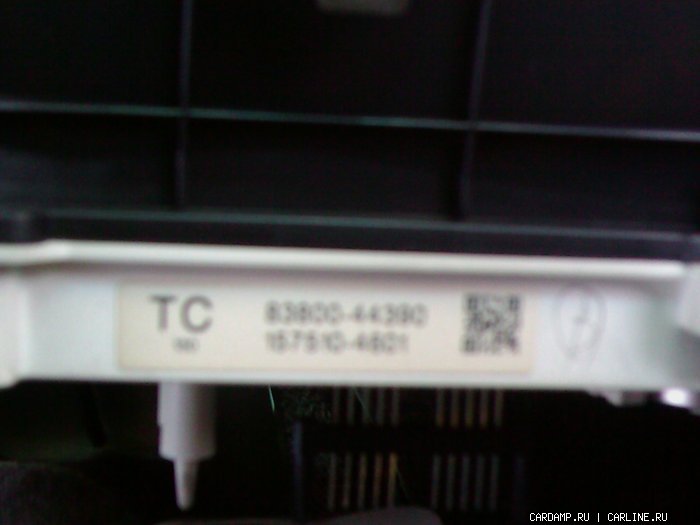 TC
83800-44390
157510-4801
CARDAMP.RU | CARLINE.RU